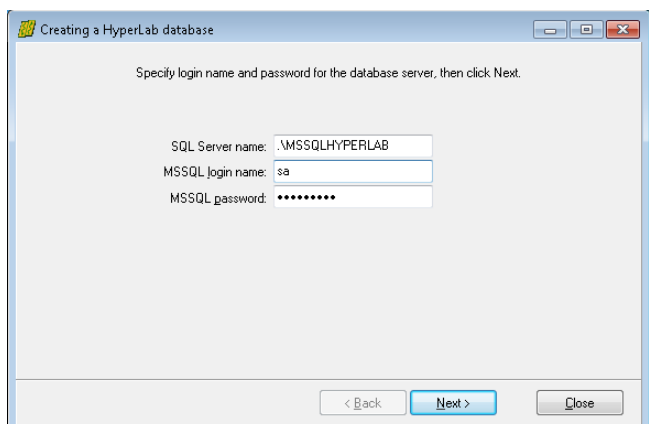 Creating a HyperLab database
Specify login name and password for the database server, then click Next.
SQL Server name: .\MSSQLHYPERLAB
MSSQL login name: sa
MSSQL password: •••••••••
< Back Next > Close